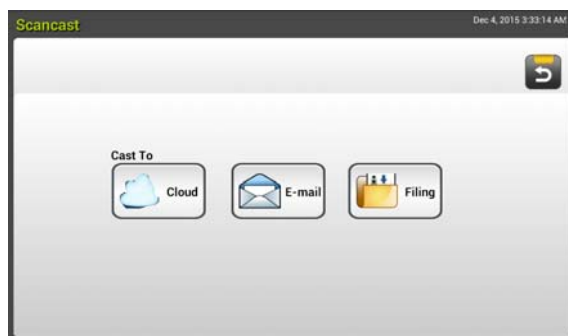 Scancast
Dec 4, 2015 3:33:14 AM
Cast To
Cloud
E-mail
Filing